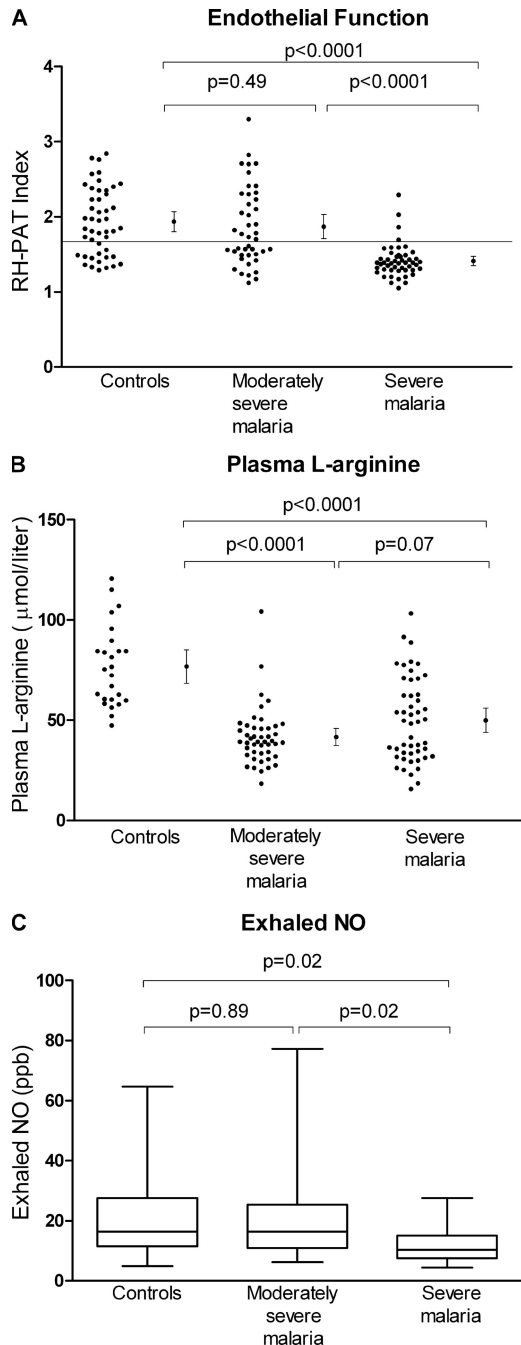 A
Endothelial Function
p<0.0001
p=0.49
p<0.0001
4
3
2
1
0
RH-PAT Index
Controls
Moderately
severe
malaria
Severe
malaria
B
Plasma L-arginine
p<0.0001
p<0.0001
p=0.07
150
100
50
0
Plasma L-arginine ( μmol/liter)
Controls
Moderately
severe
malaria
Severe
malaria
C
Exhaled NO
p=0.02
p=0.89
p=0.02
100
80
60
40
20
0
Exhaled NO (ppb)
Controls
Moderately
severe
malaria
Severe
malaria